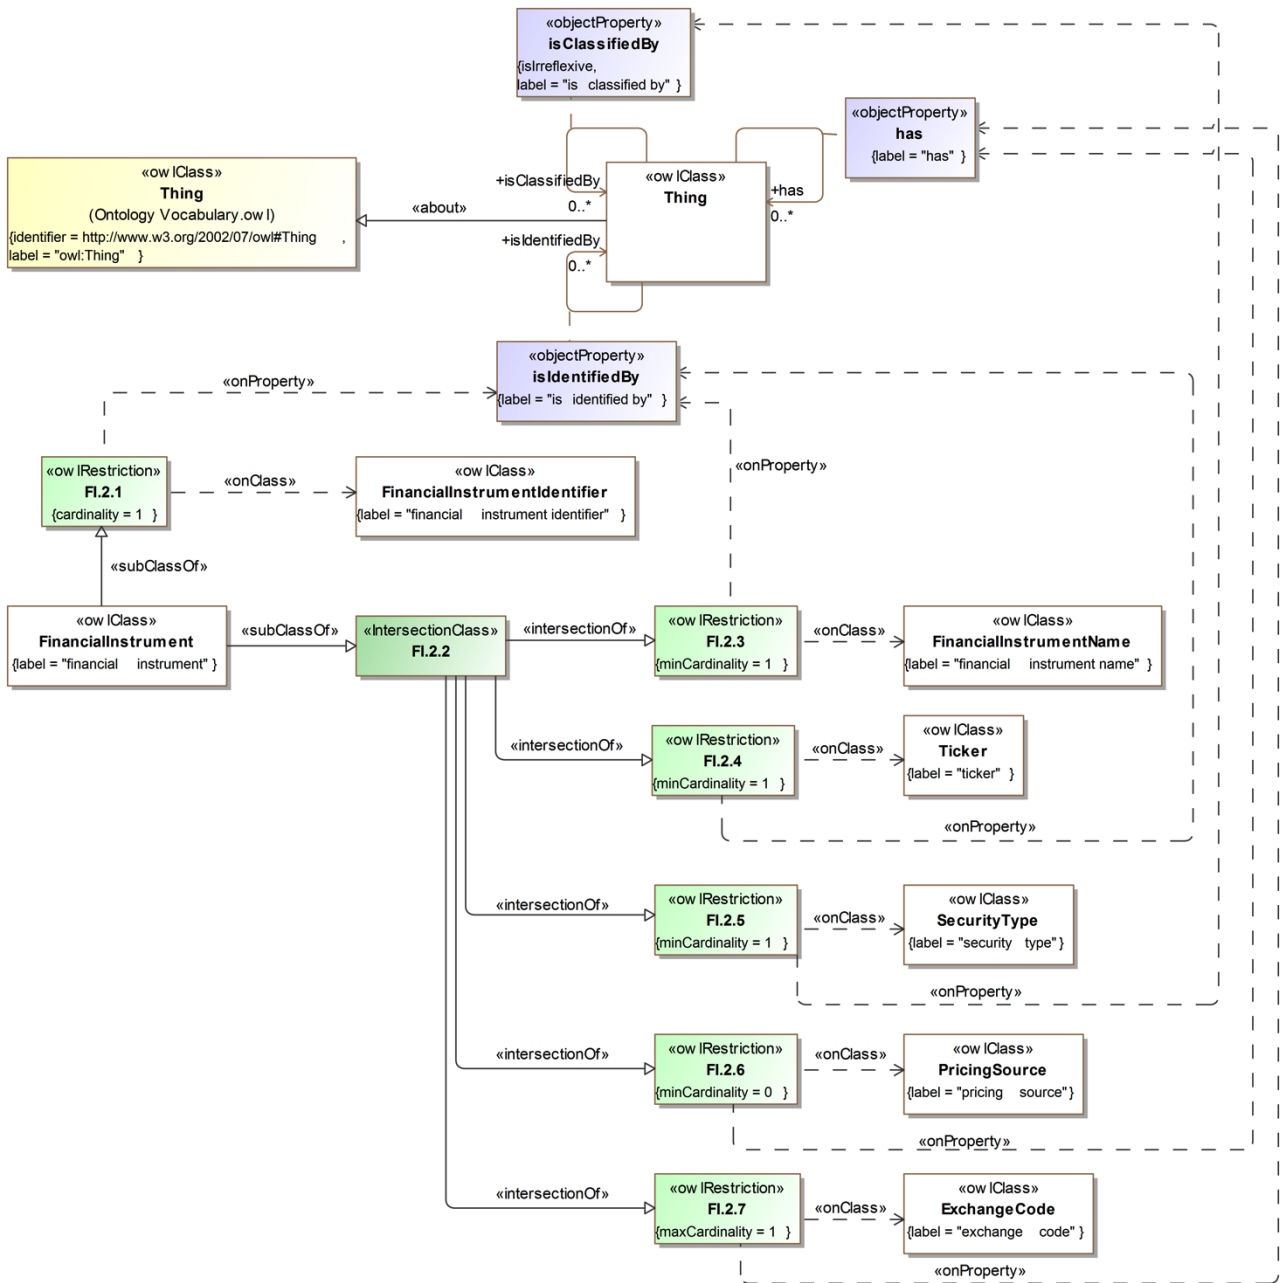 «objectProperty»
isClassifiedBy
{isIrreflexive,
label = "is classified by" }
«objectProperty»
has
{label = "has" }
«owlClass»
Thing
(Ontology Vocabulary.owl)
{identifier = http://www.w3.org/2002/07/owl#Thing ,
label = "owl:Thing" }
«about»
+isClassifiedBy
0..*
«owlClass»
Thing
+has
0..*
+isIdentifiedBy
0..*
«objectProperty»
isIdentifiedBy
{label = "is identified by" }
«onProperty»
«owlRestriction»
FI.2.1
{cardinality = 1 }
«onClass»
«owlClass»
FinancialInstrumentIdentifier
{label = "financial instrument identifier" }
«onProperty»
«subClassOf»
«owlClass»
FinancialInstrument
{label = "financial instrument" }
«subClassOf»
«IntersectionClass»
FI.2.2
«intersectionOf»
«owlRestriction»
FI.2.3
{minCardinality = 1 }
«onClass»
«owlClass»
FinancialInstrumentName
{label = "financial instrument name" }
«intersectionOf»
«owlRestriction»
FI.2.4
{minCardinality = 1 }
«onClass»
«owlClass»
Ticker
{label = "ticker" }
«onProperty»
«intersectionOf»
«owlRestriction»
FI.2.5
{minCardinality = 1 }
«onClass»
«owlClass»
SecurityType
{label = "security type" }
«onProperty»
«intersectionOf»
«owlRestriction»
FI.2.6
{minCardinality = 0 }
«onClass»
«owlClass»
PricingSource
{label = "pricing source" }
«onProperty»
«intersectionOf»
«owlRestriction»
FI.2.7
{maxCardinality = 1 }
«onClass»
«owlClass»
ExchangeCode
{label = "exchange code" }
«onProperty»